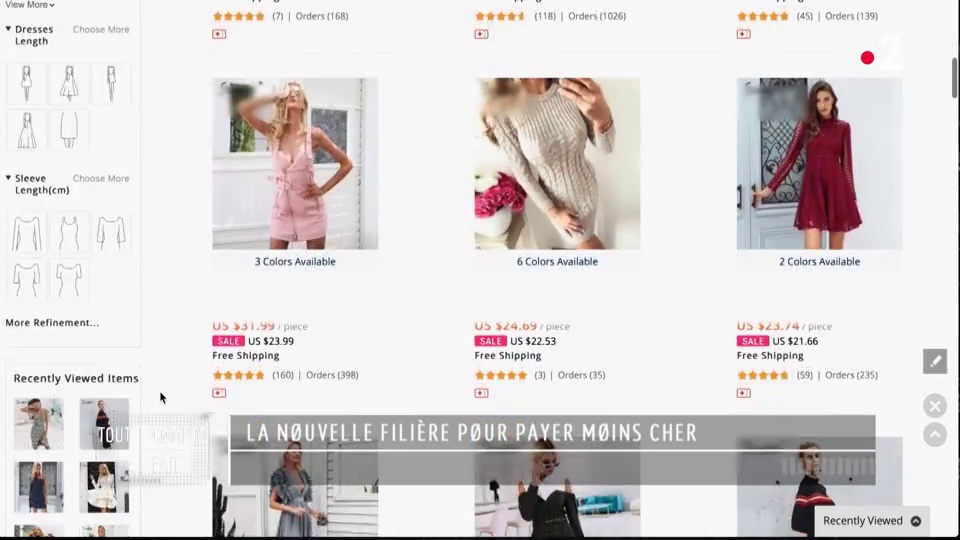 View More
(7) | Orders (168)
(118) | Orders (1026)
(45) | Orders (139)
Dresses Length
Choose More
2
3 Colors Available
6 Colors Available
2 Colors Available
Sleeve Length(cm)
Choose More
More Refinement...
US $31.99 / piece
SALE US $23.99
Free Shipping
(160) | Orders (398)
US $24.69 / piece
SALE US $22.53
Free Shipping
(3) | Orders (35)
US $23.74 / piece
SALE US $21.66
Free Shipping
(59) | Orders (235)
Recently Viewed Items
LA NØUVELLE FILIÈRE PØUR PAYER MØINS CHER
Recently Viewed